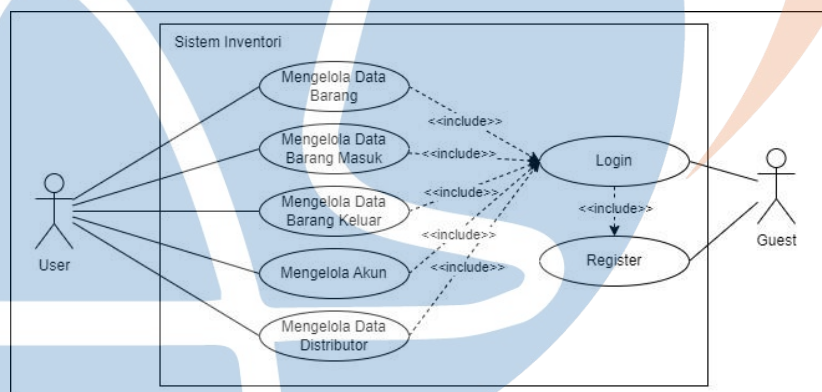 Sistem Inventori
Mengelola Data
Barang
<<include>>
Mengelola Data
Barang Masuk
<<include>>
Login
Mengelola Data
Barang Keluar
<<include>>
<<include>>
User
Guest
<<include>>
Mengelola Akun
<<include>>
Register
Mengelola Data
Distributor